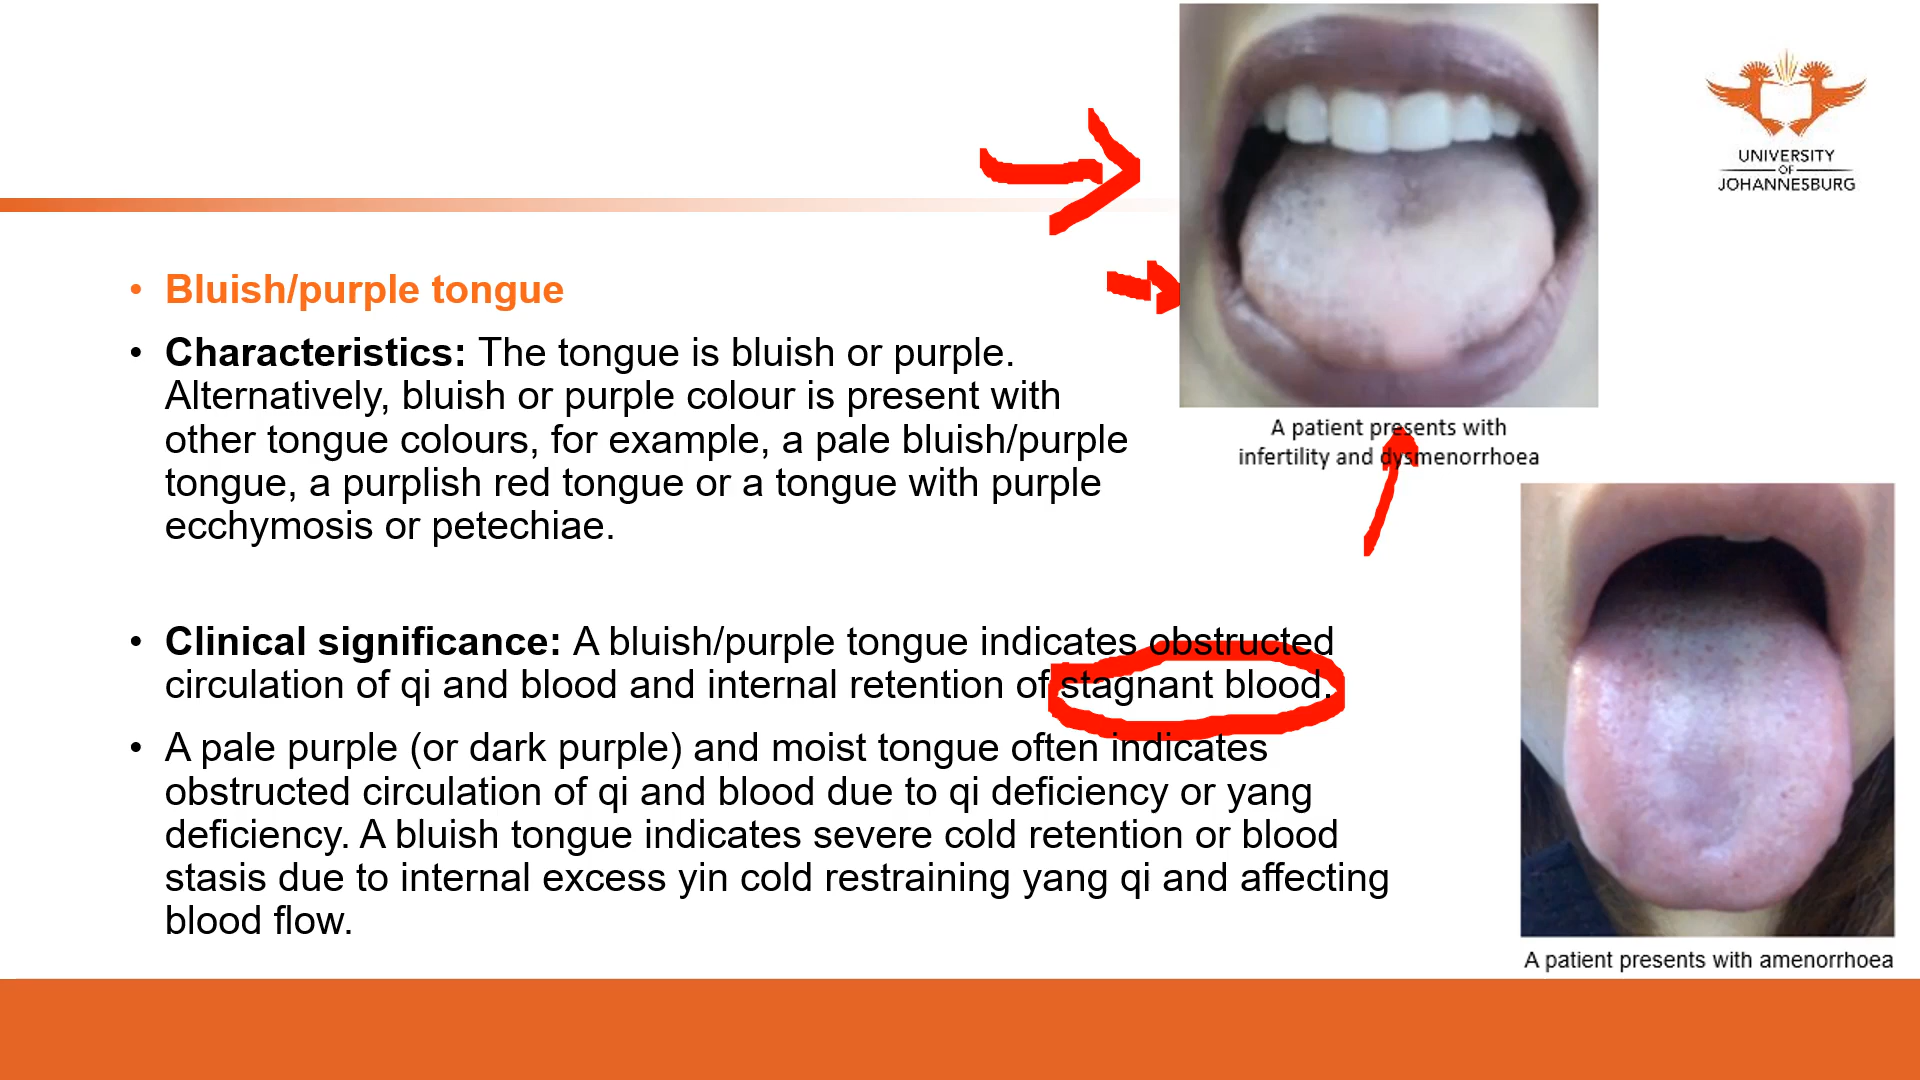 UNIVERSITY
OF
JOHANNESBURG
• Bluish/purple tongue
• Characteristics: The tongue is bluish or purple.
Alternatively, bluish or purple colour is present with
other tongue colours, for example, a pale bluish/purple
tongue, a purplish red tongue or a tongue with purple
ecchymosis or petechiae.
A patient presents with
infertility and dysmenorrhoea
• Clinical significance: A bluish/purple tongue indicates obstructed
circulation of qi and blood and internal retention of stagnant blood.
• A pale purple (or dark purple) and moist tongue often indicates
obstructed circulation of qi and blood due to qi deficiency or yang
deficiency. A bluish tongue indicates severe cold retention or blood
stasis due to internal excess yin cold restraining yang qi and affecting
blood flow.
A patient presents with amenorrhoea